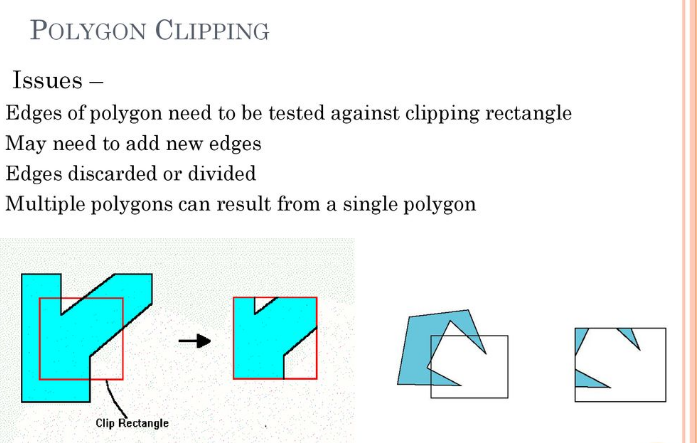 POLYGON CLIPPING
Issues –
Edges of polygon need to be tested against clipping rectangle
May need to add new edges
Edges discarded or divided
Multiple polygons can result from a single polygon
Clip Rectangle